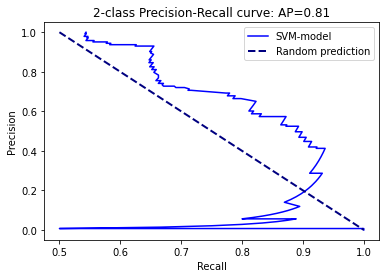 2-class Precision-Recall curve: AP=0.81
SVM-model
Random prediction
Precision
1.0
0.8
0.6
0.4
0.2
0.0
0.5
0.6
0.7
0.8
0.9
1.0
Recall